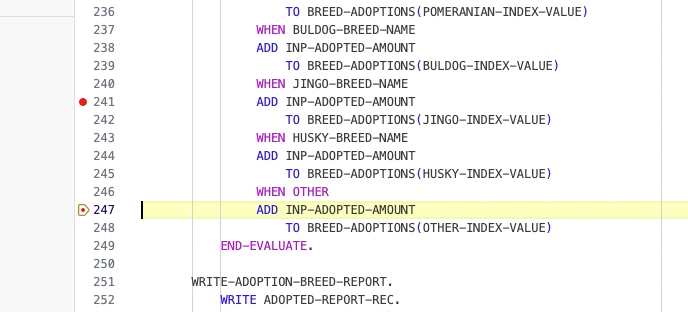 236 TO BREED-ADOPTIONS(POMERANIAN-INDEX-VALUE)
237 WHEN BULDOG-BREED-NAME
238 ADD INP-ADOPTED-AMOUNT
239 TO BREED-ADOPTIONS(BULDOG-INDEX-VALUE)
240 WHEN JINGO-BREED-NAME
241 ADD INP-ADOPTED-AMOUNT
242 TO BREED-ADOPTIONS(JINGO-INDEX-VALUE)
243 WHEN HUSKY-BREED-NAME
244 ADD INP-ADOPTED-AMOUNT
245 TO BREED-ADOPTIONS(HUSKY-INDEX-VALUE)
246 WHEN OTHER
247 ADD INP-ADOPTED-AMOUNT
248 TO BREED-ADOPTIONS(OTHER-INDEX-VALUE)
249 END-EVALUATE.
250
251 WRITE-ADOPTION-BREED-REPORT.
252 WRITE ADOPTED-REPORT-REC.